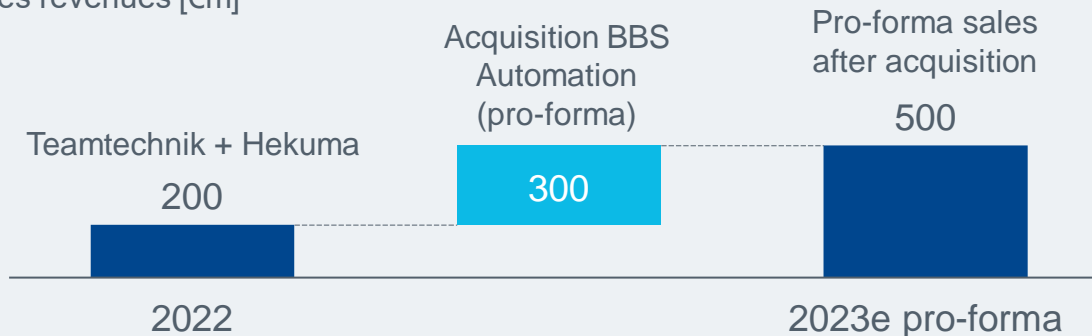 revenues [€m]
Acquisition BBS
Automation
(pro-forma)
Pro-forma sales
after acquisition
Teamtechnik + Hekuma
200
300
500
2022
2023e pro-forma